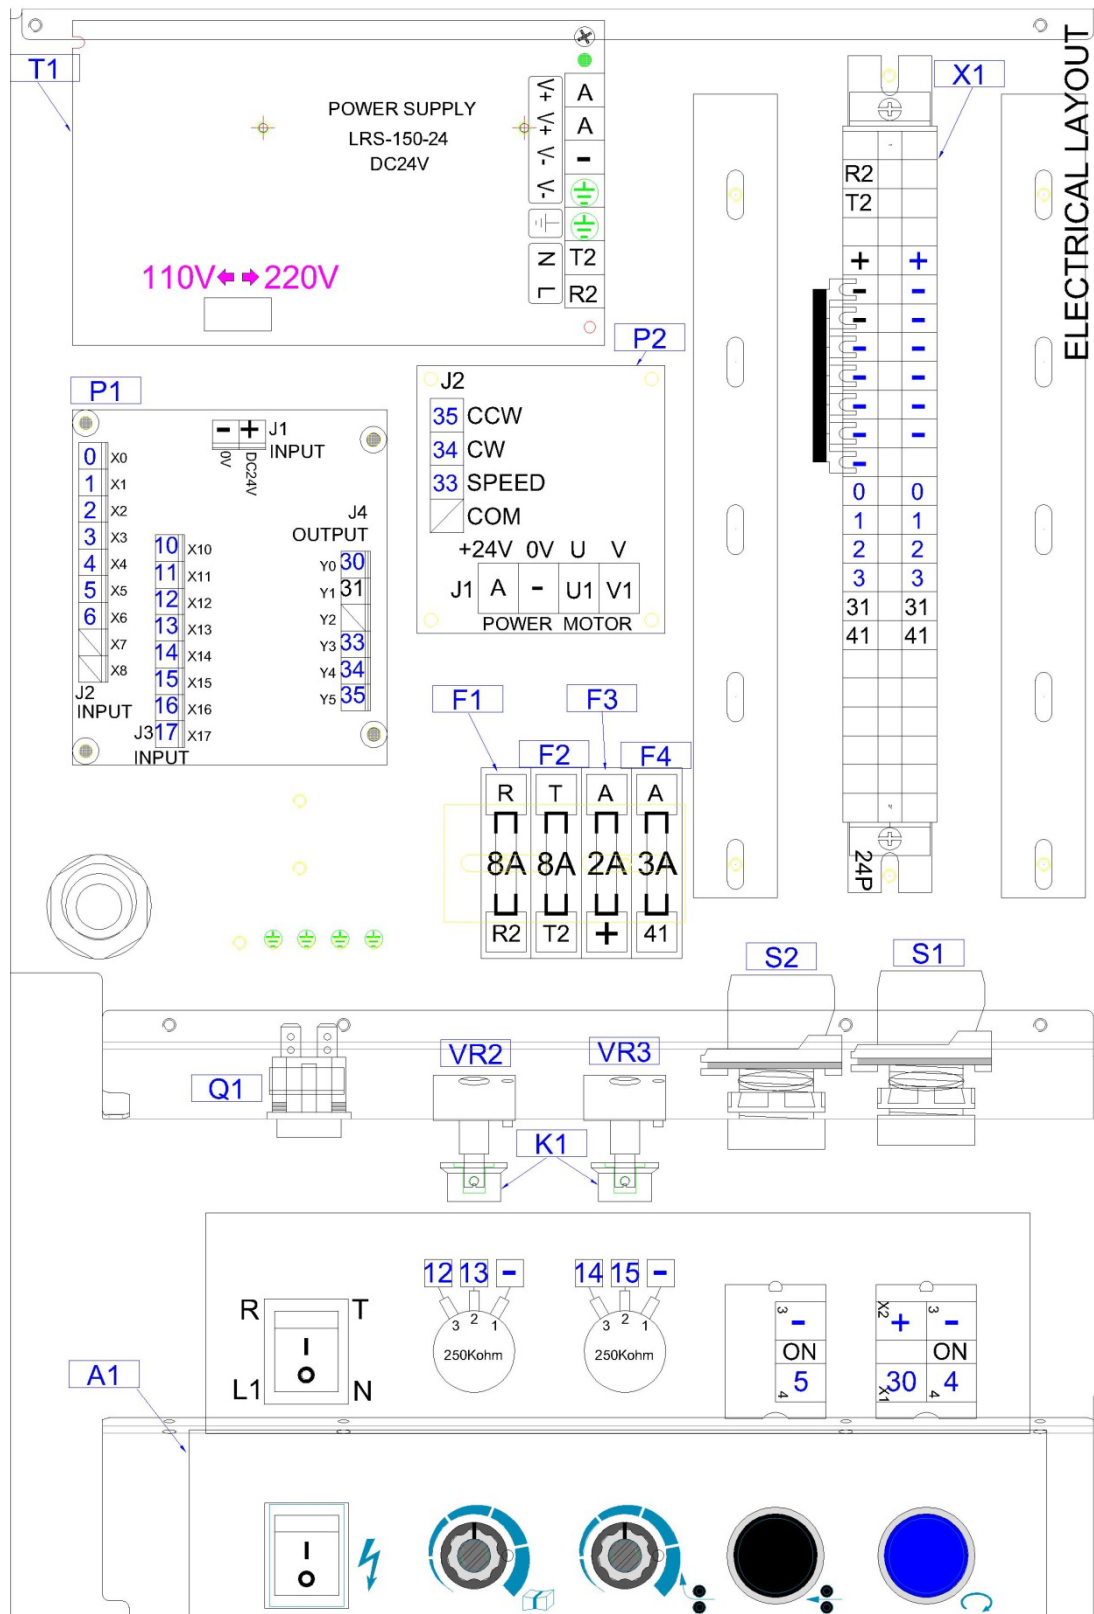 ELECTRICAL LAYOUT
T1
POWER SUPPLY
LRS-150-24
DC24V
110V 220V
V+ A
V+ A
V- -
V-
N T2
L R2
X1
R2
T2
+ +
- -
- -
- -
- -
- -
- -
-
0 0
1 1
2 2
3 3
31 31
41 41
24P
P1
- + J1
INPUT
0V DC24V
0 X0
1 X1
2 X2
3 X3
4 X4
5 X5
6 X6
X7
X8
J2
INPUT
10 X10
11 X11
12 X12
13 X13
14 X14
15 X15
16 X16
17 X17
J3
INPUT
J4
OUTPUT
Y0 30
Y1 31
Y2
Y3 33
Y4 34
Y5 35
P2
J2
35 CCW
34 CW
33 SPEED
COM
+24V 0V U V
J1 A - U1 V1
POWER MOTOR
F1 F2 F3 F4
R T A A
8A 8A 2A 3A
R2 T2 + 41
S2 S1
Q1 VR2 VR3
K1
12 13 -
3 2 1
250Kohm
14 15 -
3 2 1
250Kohm
R T
I
O
L1 N
3 -
ON
4 5
X2 + 3 -
ON
X1 30 4 4
A1
I
O